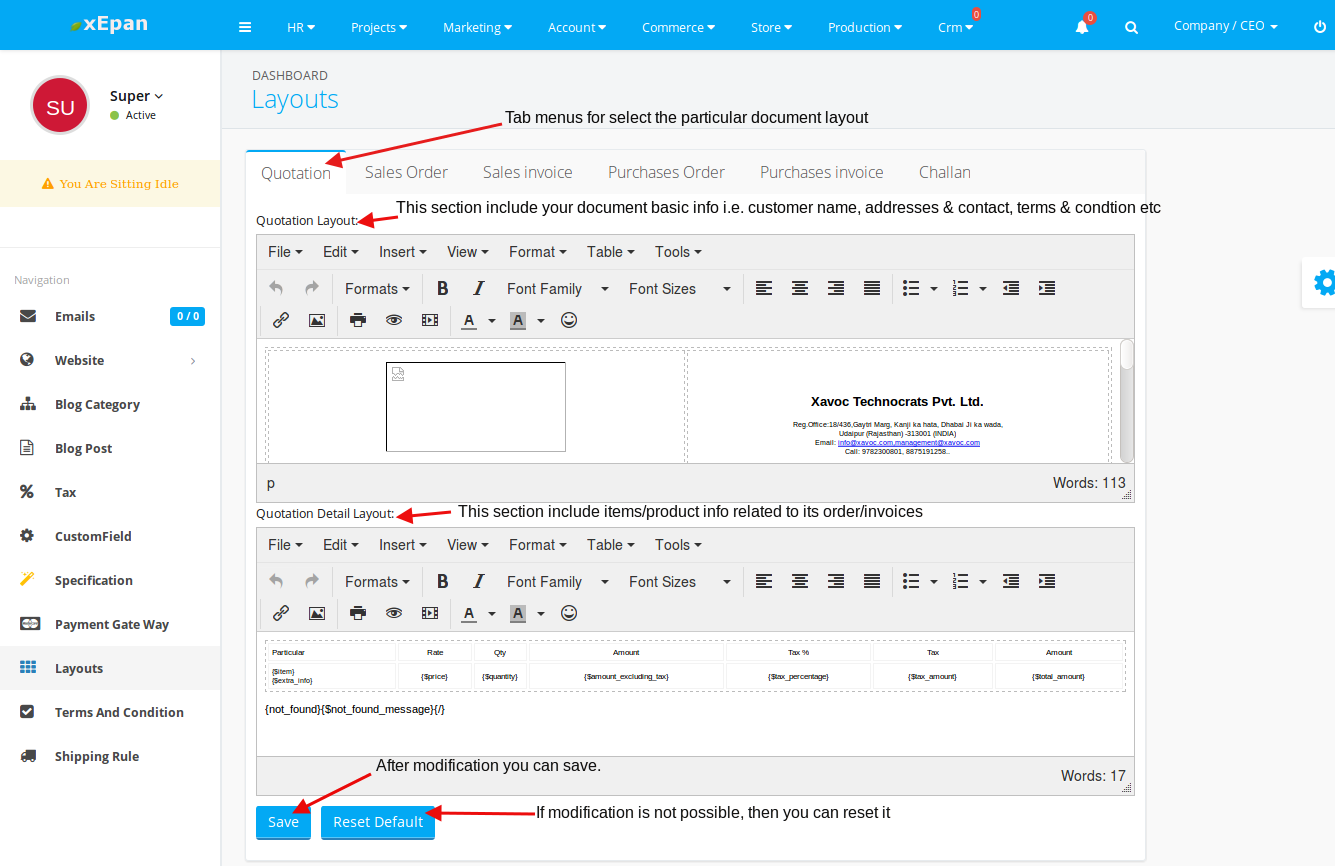 xEpan
HR
Projects
Marketing
Account
Commerce
Store
Production
Crm
0
0
Company / CEO
SU
Super
Active
You Are Sitting Idle
Navigation
Emails
0 / 0
Website
Blog Category
Blog Post
Tax
CustomField
Specification
Payment Gate Way
Layouts
Terms And Condition
Shipping Rule
DASHBOARD
Layouts
Tab menus for select the particular document layout
Quotation
Sales Order
Sales invoice
Purchases Order
Purchases invoice
Challan
This section include your document basic info i.e. customer name, addresses & contact, terms & condtion etc
Quotation Layout:
File Edit Insert View Format Table Tools
Formats B I Font Family Font Sizes
A A
Xavoc Technocrats Pvt. Ltd.
Reg.Office:18/436,Gaytri Marg, Kanji ka hata, Dhabai Ji ka wada,
Udaipur (Rajasthan) -313001 (INDIA)
Email: info@xavoc.com,management@xavoc.com
Call: 9782300801, 8875191258..
p
Words: 113
Quotation Detail Layout:
This section include items/product info related to its order/invoices
File Edit Insert View Format Table Tools
Formats B I Font Family Font Sizes
A A
Particular Rate Qty Amount Tax % Tax Amount
{$item}
{$extra_info}
{$price} {$quantity} {$amount_excluding_tax} {$tax_percentage} {$tax_amount} {$total_amount}
{not_found}{$not_found_message}{/}
After modification you can save.
Words: 17
Save
Reset Default
If modification is not possible, then you can reset it